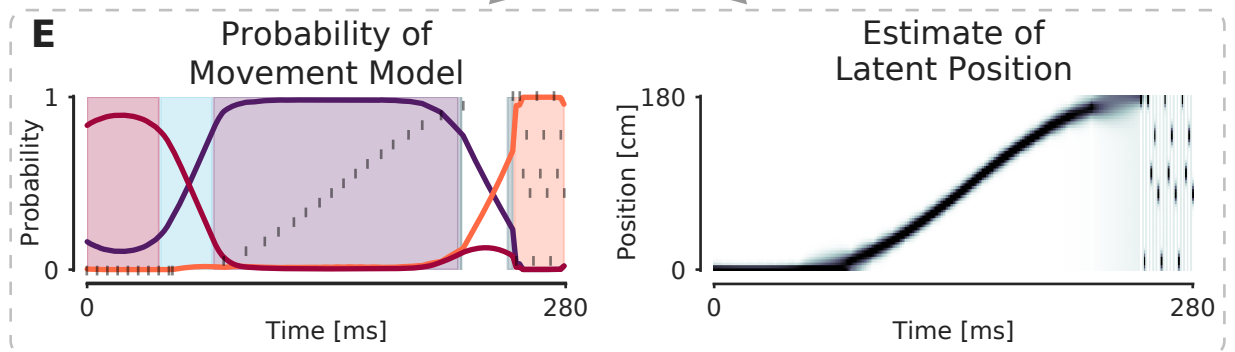 E
Probability of
Movement Model
1
0
Probability
0
280
Time [ms]
Estimate of
Latent Position
180
0
Position [cm]
0
280
Time [ms]